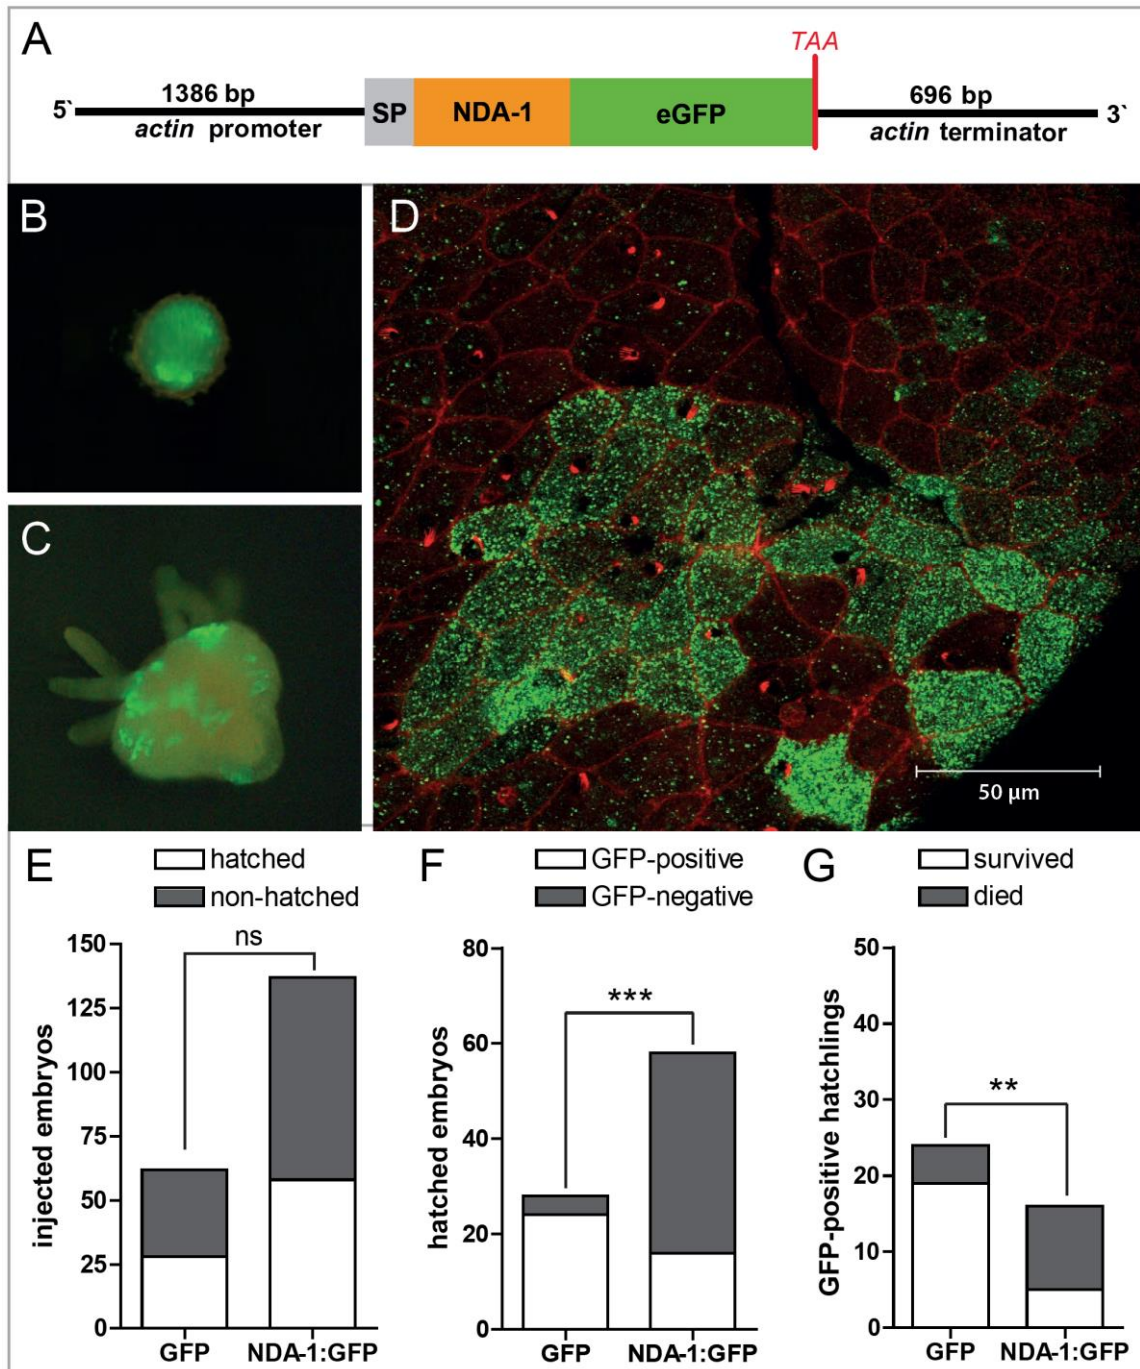 A
TAA
1386 bp
696 bp
5`
SP
NDA-1
eGFP
3`
actin promoter
actin terminator
B
D
C
50 µm
E
hatched
non-hatched
F
GFP-positive
GFP-negative
G
survived
died
injected embryos
150
125
100
75
50
25
0
ns
GFP
NDA-1:GFP
hatched embryos
80
60
40
20
0
***
GFP
NDA-1:GFP
GFP-positive hatchlings
50
40
30
20
10
0
**
GFP
NDA-1:GFP